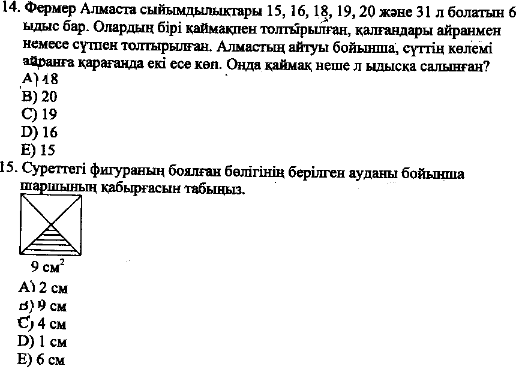 14. Фермер Алмаста сыйымдылықтары 15, 16, 18, 19, 20 және 31 л болатын 6
ыдыс бар. Олардың бірі қаймақпен толтырылған, қалғандары айранмен
немесе сүтпен толтырылған. Алмастың айтуы бойынша, сүттің көлемі
айранға қарағанда екі есе көп. Онда қаймақ неше л ыдысқа салынған?
A) 18
B) 20
C) 19
D) 16
E) 15
15. Суреттегі фигураның боялған бөлігінің берілген ауданы бойынша
шаршының қабырғасын табыңыз.
9 см²
A) 2 см
B) 9 см
C) 4 см
D) 1 см
E) 6 см